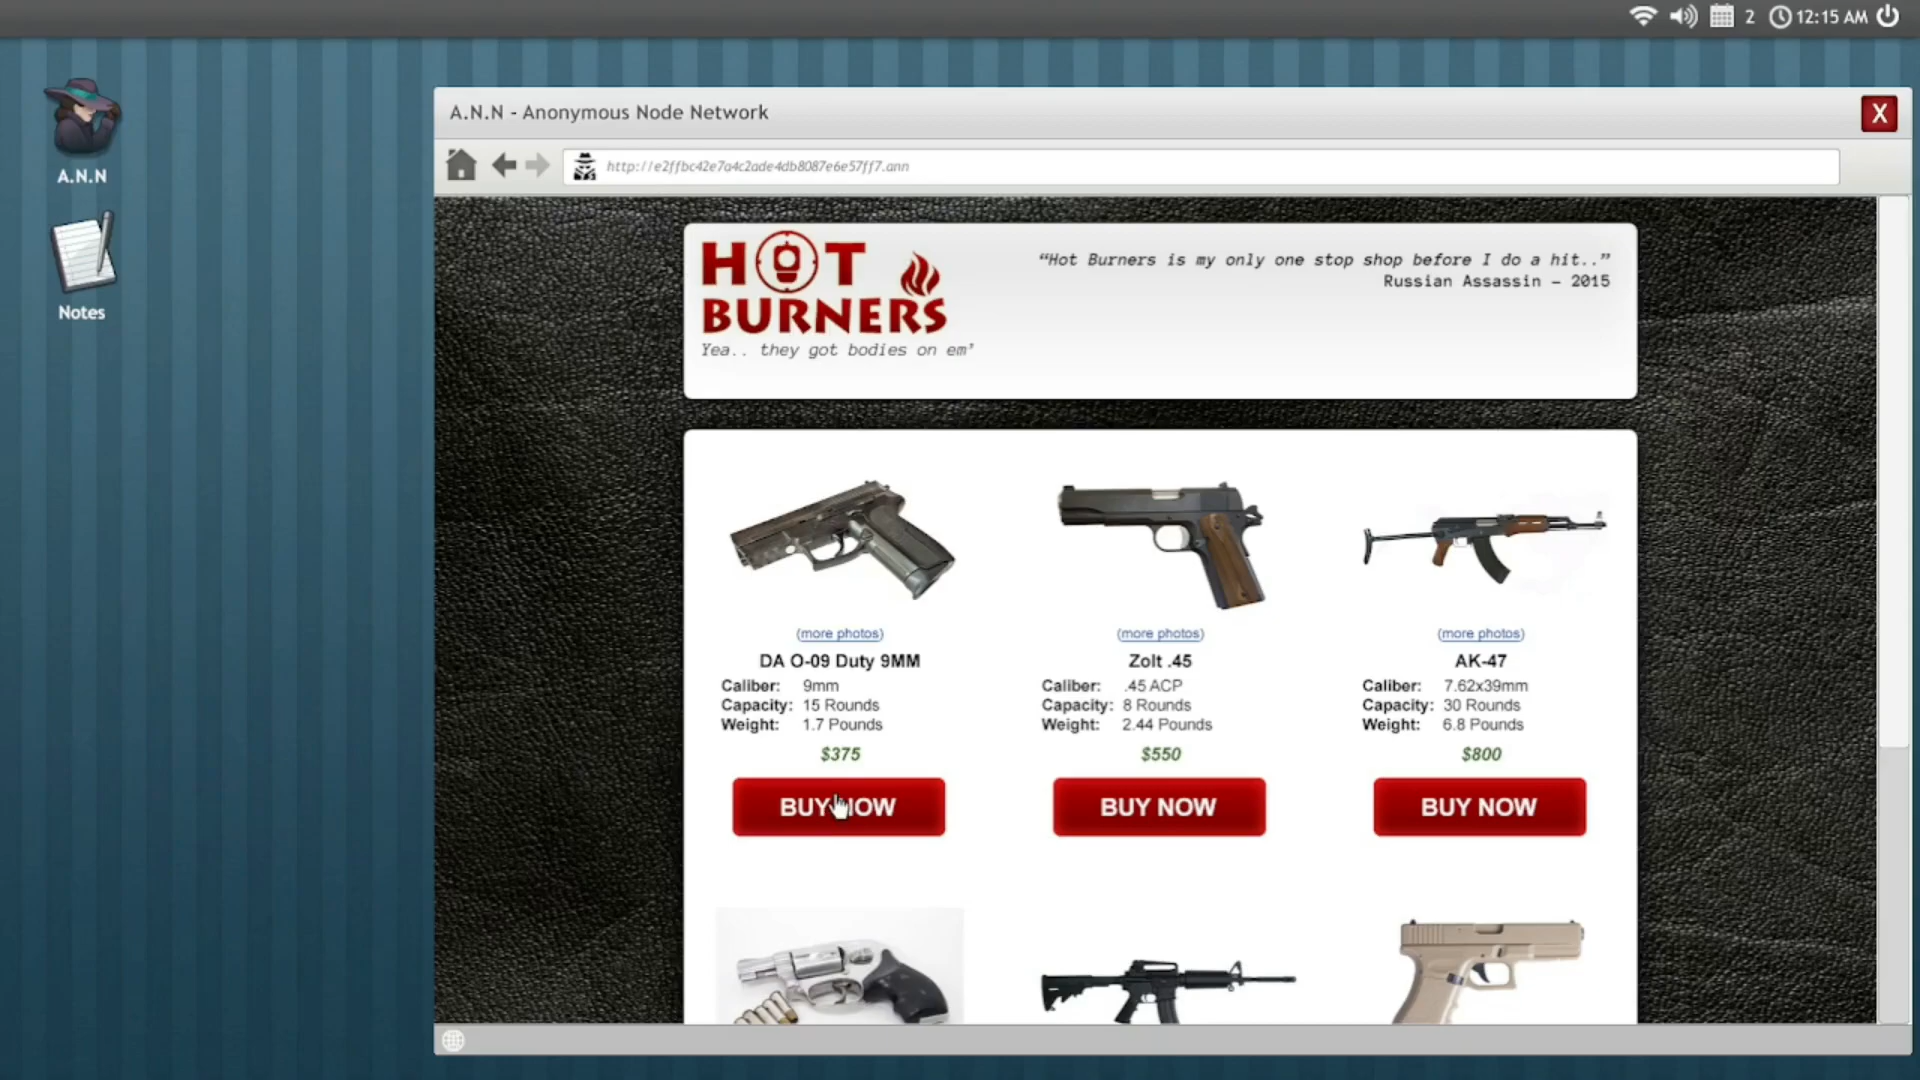 2 12:15 AM
A.N.N
Notes
A.N.N - Anonymous Node Network
X
http://e2ffbc42e7a4c2ade4db8087e6e57ff7.ann
HOT
BURNERS
Yea.. they got bodies on em'
“Hot Burners is my only one stop shop before I do a hit..”
Russian Assassin – 2015
(more photos)
DA O-09 Duty 9MM
Caliber: 9mm
Capacity: 15 Rounds
Weight: 1.7 Pounds
$375
BUY NOW
(more photos)
Zolt .45
Caliber: .45 ACP
Capacity: 8 Rounds
Weight: 2.44 Pounds
$550
BUY NOW
(more photos)
AK-47
Caliber: 7.62x39mm
Capacity: 30 Rounds
Weight: 6.8 Pounds
$800
BUY NOW